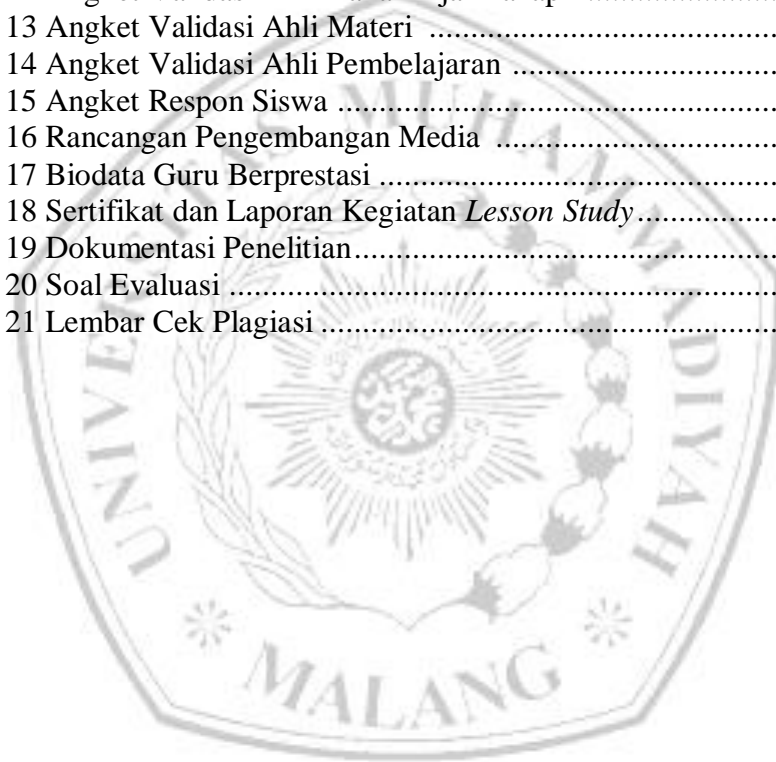 13 Angket Validasi Ahli Materi ....................................................
14 Angket Validasi Ahli Pembelajaran ........................................
15 Angket Respon Siswa ................................................................
16 Rancangan Pengembangan Media ..........................................
17 Biodata Guru Berprestasi ..........................................................
18 Sertifikat dan Laporan Kegiatan Lesson Study .....................
19 Dokumentasi Penelitian .............................................................
20 Soal Evaluasi ...............................................................................
21 Lembar Cek Plagiasi ...................................................................
UNIVERSITAS MUHAMMADIYAH
MALANG